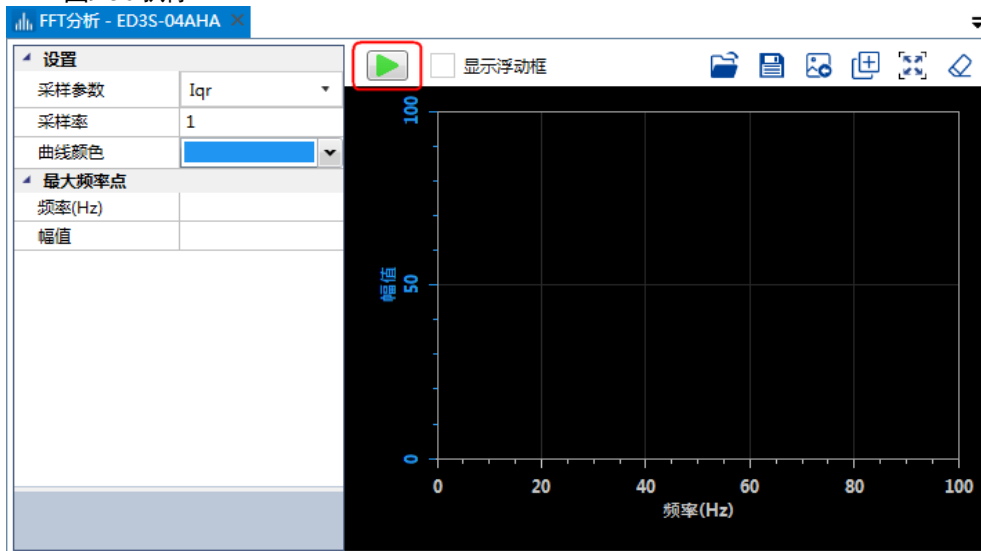 FFT分析 - ED3S-04AHA
设置
采样参数 Iqr
采样率 1
曲线颜色
最大频率点
频率(Hz)
幅值
显示浮动框
100
幅值 50
0
0 20 40 60 80 100
频率(Hz)